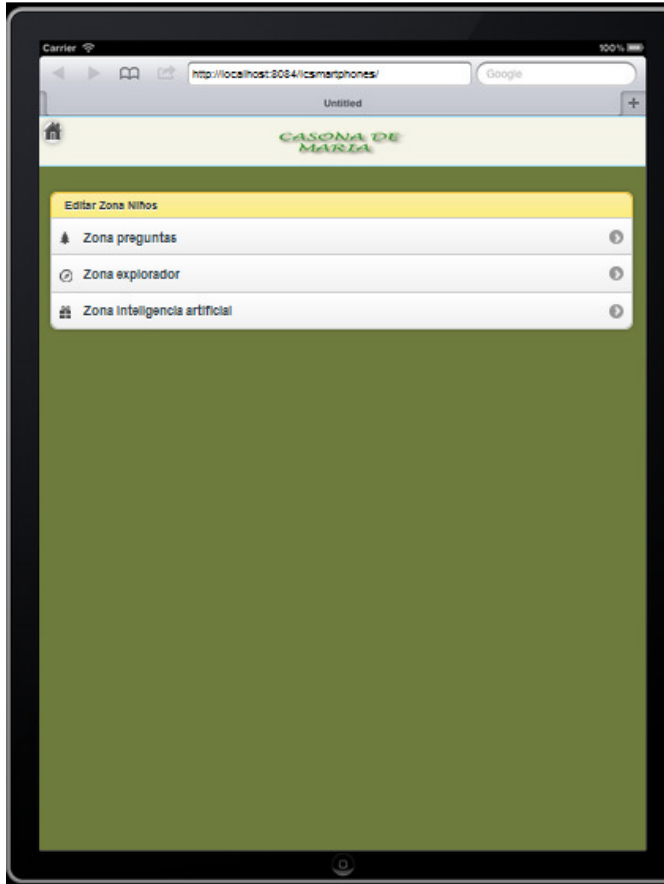 Carrier 100%
http://localhost:8084/icsmartphones/ Google
Untitled
CASONA DE
MARIA
Editar Zona Niños
Zona preguntas
Zona explorador
Zona inteligencia artificial